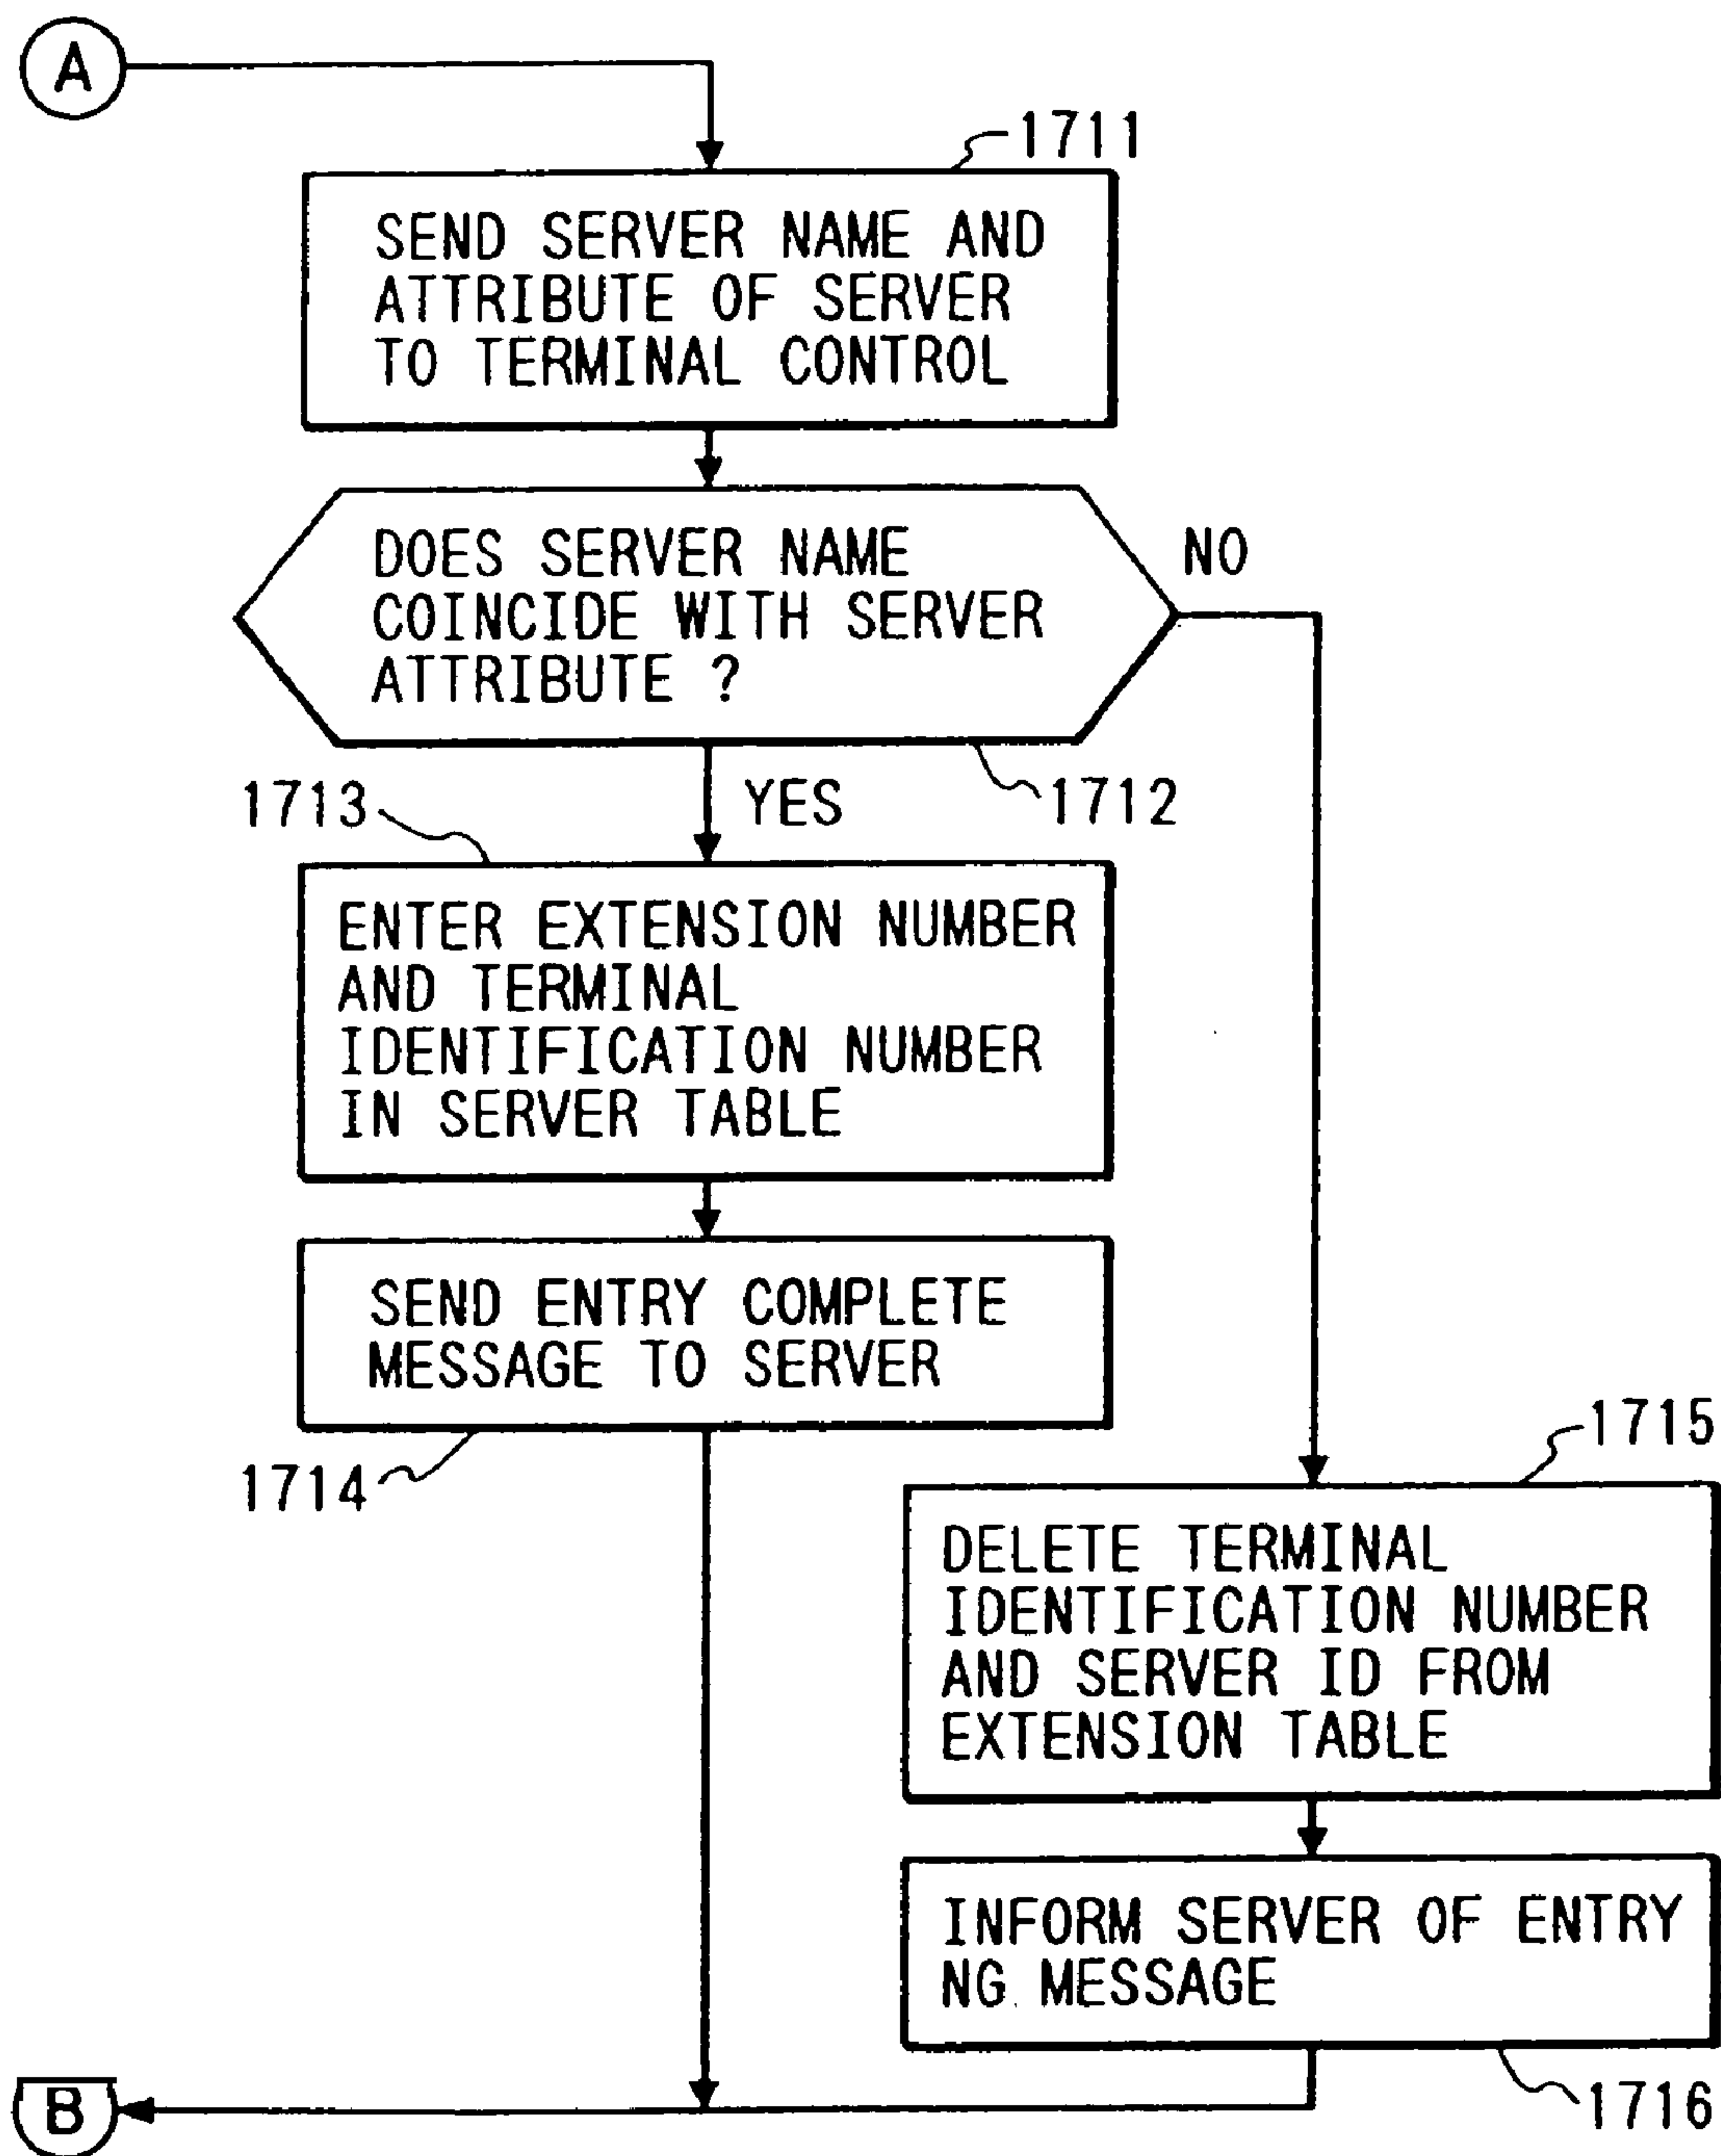 A
1711
SEND SERVER NAME AND
ATTRIBUTE OF SERVER
TO TERMINAL CONTROL
DOES SERVER NAME
COINCIDE WITH SERVER
ATTRIBUTE ?
NO
1712
YES
1713
ENTER EXTENSION NUMBER
AND TERMINAL
IDENTIFICATION NUMBER
IN SERVER TABLE
SEND ENTRY COMPLETE
MESSAGE TO SERVER
1714
1715
DELETE TERMINAL
IDENTIFICATION NUMBER
AND SERVER ID FROM
EXTENSION TABLE
INFORM SERVER OF ENTRY
NG MESSAGE
1716
B